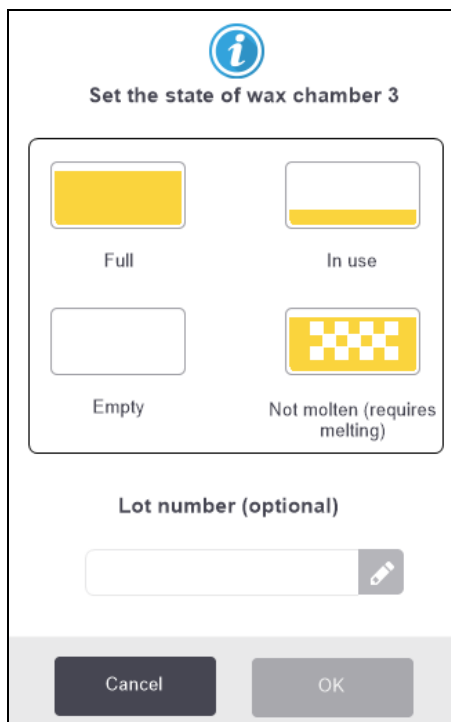 Set the state of wax chamber 3
Full
In use
Empty
Not molten (requires
melting)
Lot number (optional)
Cancel
OK